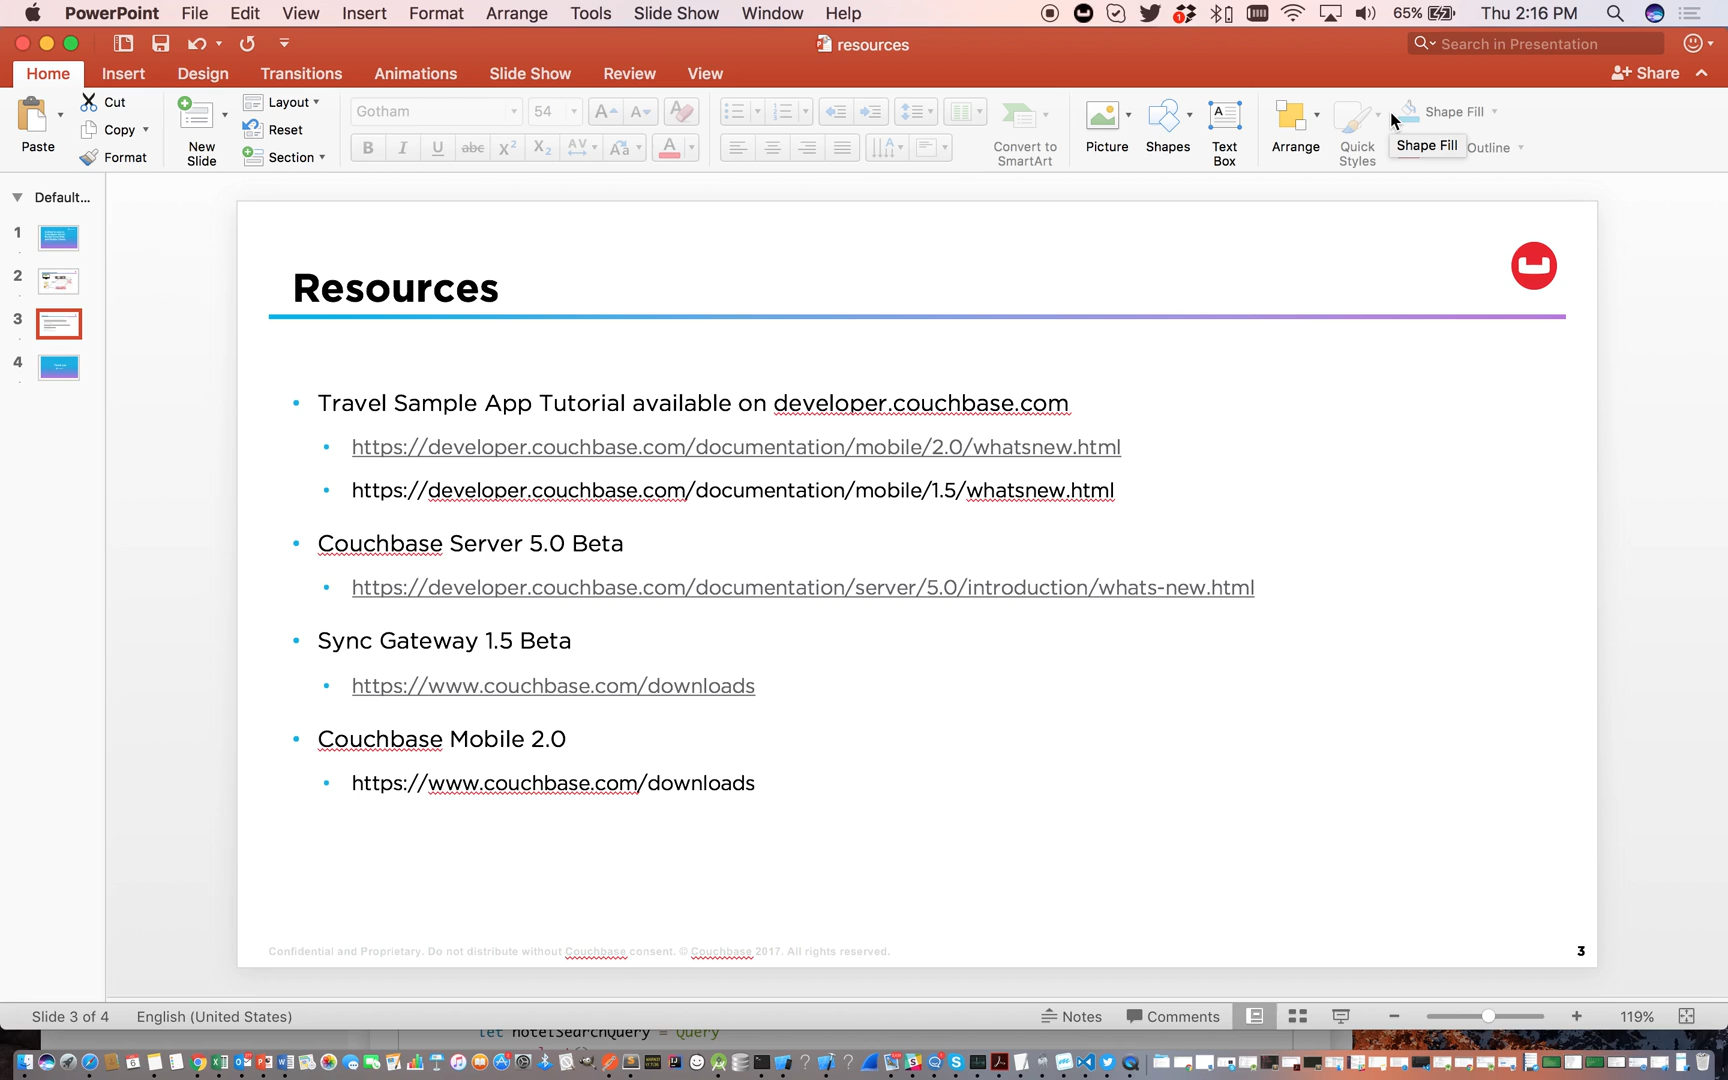 PowerPoint File Edit View Insert Format Arrange Tools Slide Show Window Help 65% Thu 2:16 PM
resources
Search in Presentation
Home Insert Design Transitions Animations Slide Show Review View Share
Paste Cut Copy Format
New Slide Layout Reset Section
Gotham 54
Convert to SmartArt
Picture Shapes Text Box Arrange Quick Styles Shape Fill
Shape Fill Outline
Default...
1
2
3
4
Resources
• Travel Sample App Tutorial available on developer.couchbase.com
• https://developer.couchbase.com/documentation/mobile/2.0/whatsnew.html
• https://developer.couchbase.com/documentation/mobile/1.5/whatsnew.html
• Couchbase Server 5.0 Beta
• https://developer.couchbase.com/documentation/server/5.0/introduction/whats-new.html
• Sync Gateway 1.5 Beta
• https://www.couchbase.com/downloads
• Couchbase Mobile 2.0
• https://www.couchbase.com/downloads
Confidential and Proprietary. Do not distribute without Couchbase consent. © Couchbase 2017. All rights reserved.
3
Slide 3 of 4 English (United States) Notes Comments 119%
let hotelSearchQuery = Query